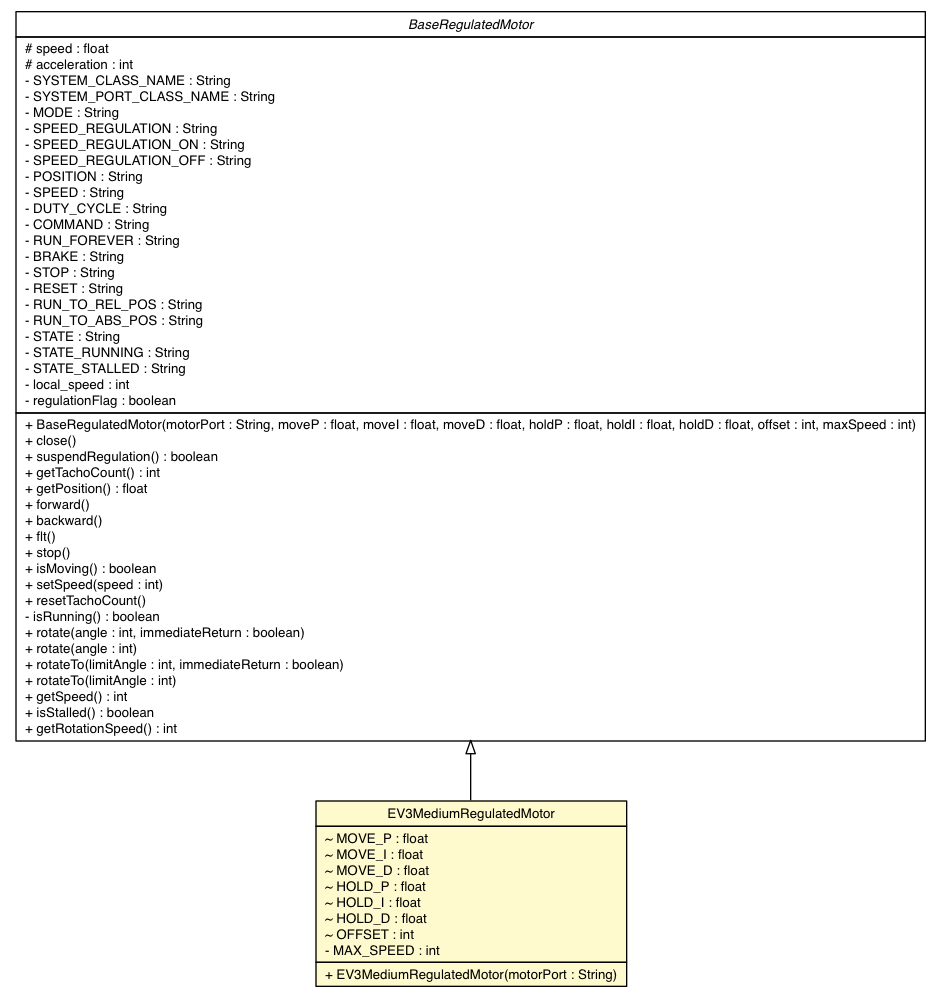 BaseRegulatedMotor
# speed : float
# acceleration : int
- SYSTEM_CLASS_NAME : String
- SYSTEM_PORT_CLASS_NAME : String
- MODE : String
- SPEED_REGULATION : String
- SPEED_REGULATION_ON : String
- SPEED_REGULATION_OFF : String
- POSITION : String
- SPEED : String
- DUTY_CYCLE : String
- COMMAND : String
- RUN_FOREVER : String
- BRAKE : String
- STOP : String
- RESET : String
- RUN_TO_REL_POS : String
- RUN_TO_ABS_POS : String
- STATE : String
- STATE_RUNNING : String
- STATE_STALLED : String
- local_speed : int
- regulationFlag : boolean
+ BaseRegulatedMotor(motorPort : String, moveP : float, moveI : float, moveD : float, holdP : float, holdI : float, holdD : float, offset : int, maxSpeed : int)
+ close()
+ suspendRegulation() : boolean
+ getTachoCount() : int
+ getPosition() : float
+ forward()
+ backward()
+ flt()
+ stop()
+ isMoving() : boolean
+ setSpeed(speed : int)
+ resetTachoCount()
- isRunning() : boolean
+ rotate(angle : int, immediateReturn : boolean)
+ rotate(angle : int)
+ rotateTo(limitAngle : int, immediateReturn : boolean)
+ rotateTo(limitAngle : int)
+ getSpeed() : int
+ isStalled() : boolean
+ getRotationSpeed() : int
EV3MediumRegulatedMotor
~ MOVE_P : float
~ MOVE_I : float
~ MOVE_D : float
~ HOLD_P : float
~ HOLD_I : float
~ HOLD_D : float
~ OFFSET : int
- MAX_SPEED : int
+ EV3MediumRegulatedMotor(motorPort : String)